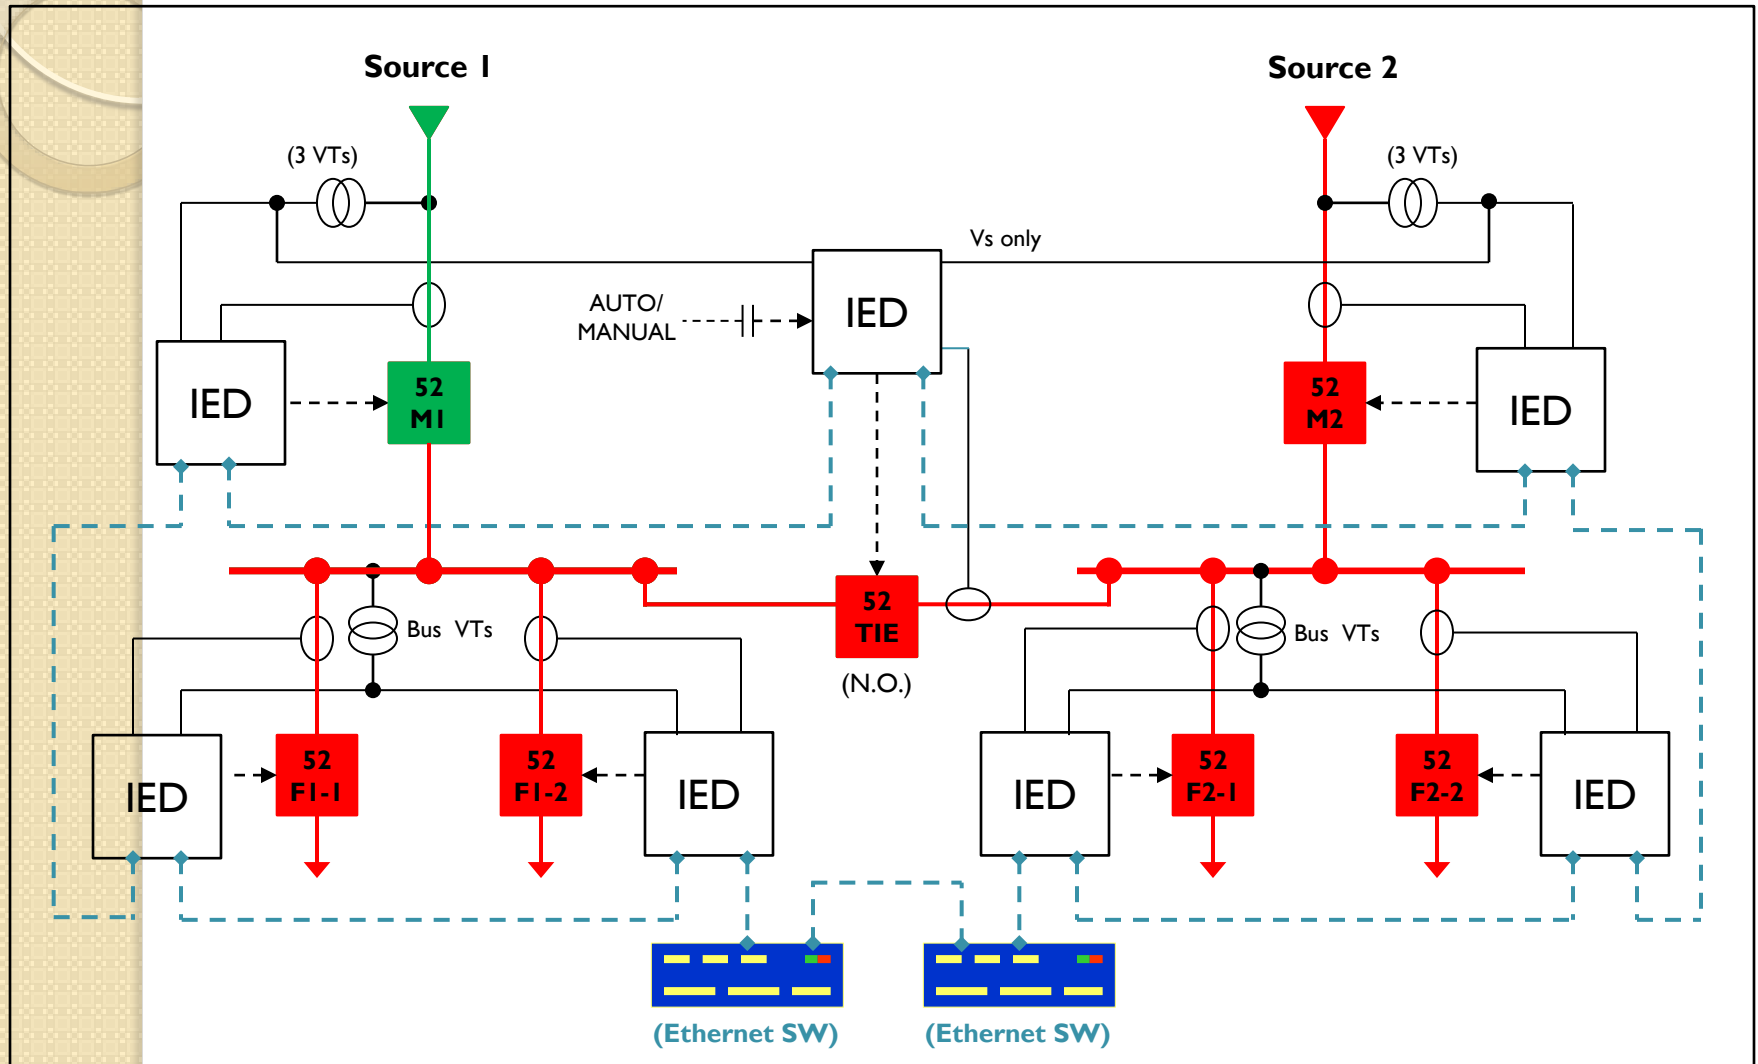 Source 1
Source 2
(3 VTs)
(3 VTs)
Vs only
AUTO/
MANUAL
IED
IED
IED
52
M1
52
M2
52
TIE
(N.O.)
Bus VTs
Bus VTs
IED
52
F1-1
52
F1-2
IED
IED
52
F2-1
52
F2-2
IED
(Ethernet SW)
(Ethernet SW)